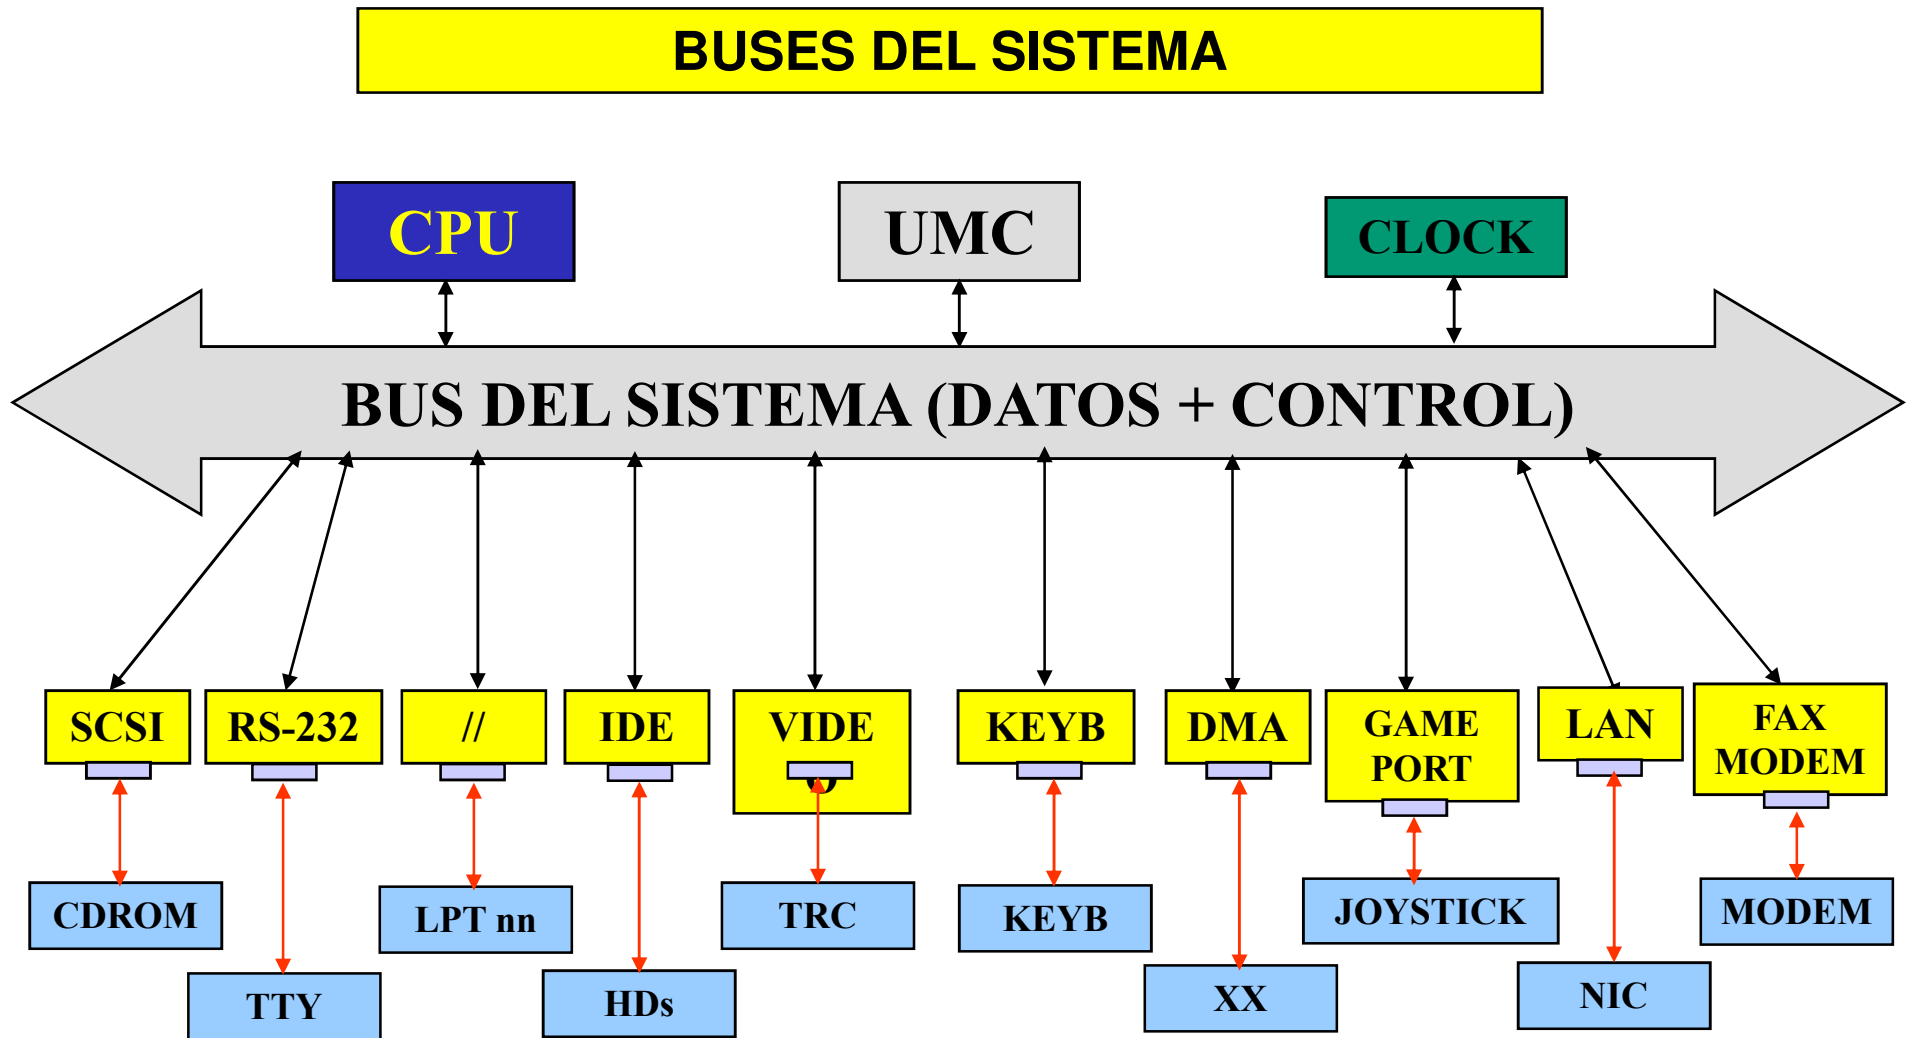 BUSES DEL SISTEMA
CPU
UMC
CLOCK
BUS DEL SISTEMA (DATOS + CONTROL)
SCSI
RS-232
//
IDE
VIDE
O
KEYB
DMA
GAME
PORT
LAN
FAX
MODEM
CDROM
TTY
LPT nn
HDs
TRC
KEYB
XX
JOYSTICK
NIC
MODEM